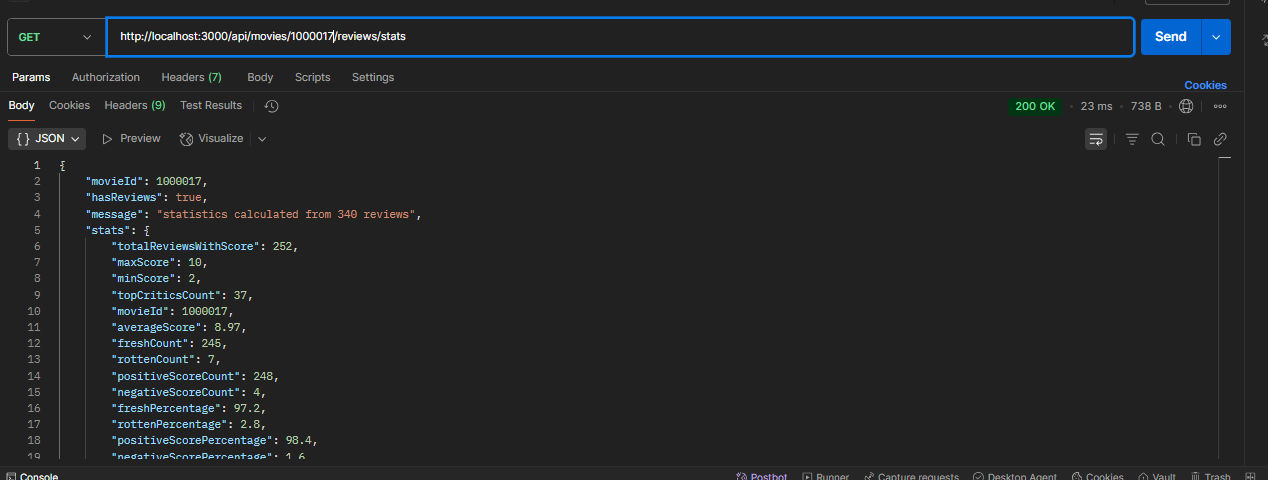 GET http://localhost:3000/api/movies/1000017/reviews/stats Send
Params Authorization Headers (7) Body Scripts Settings
Cookies
Body Cookies Headers (9) Test Results 200 OK • 23 ms • 738 B
{} JSON Preview Visualize
1 {
2 "movieId": 1000017,
3 "hasReviews": true,
4 "message": "statistics calculated from 340 reviews",
5 "stats": {
6 "totalReviewsWithScore": 252,
7 "maxScore": 10,
8 "minScore": 2,
9 "topCriticsCount": 37,
10 "movieId": 1000017,
11 "averageScore": 8.97,
12 "freshCount": 245,
13 "rottenCount": 7,
14 "positiveScoreCount": 248,
15 "negativeScoreCount": 4,
16 "freshPercentage": 97.2,
17 "rottenPercentage": 2.8,
18 "positiveScorePercentage": 98.4,
19 "negativeScorePercentage": 1.6
Console Postbot Runner Capture requests Desktop Agent Cookies Vault Trash